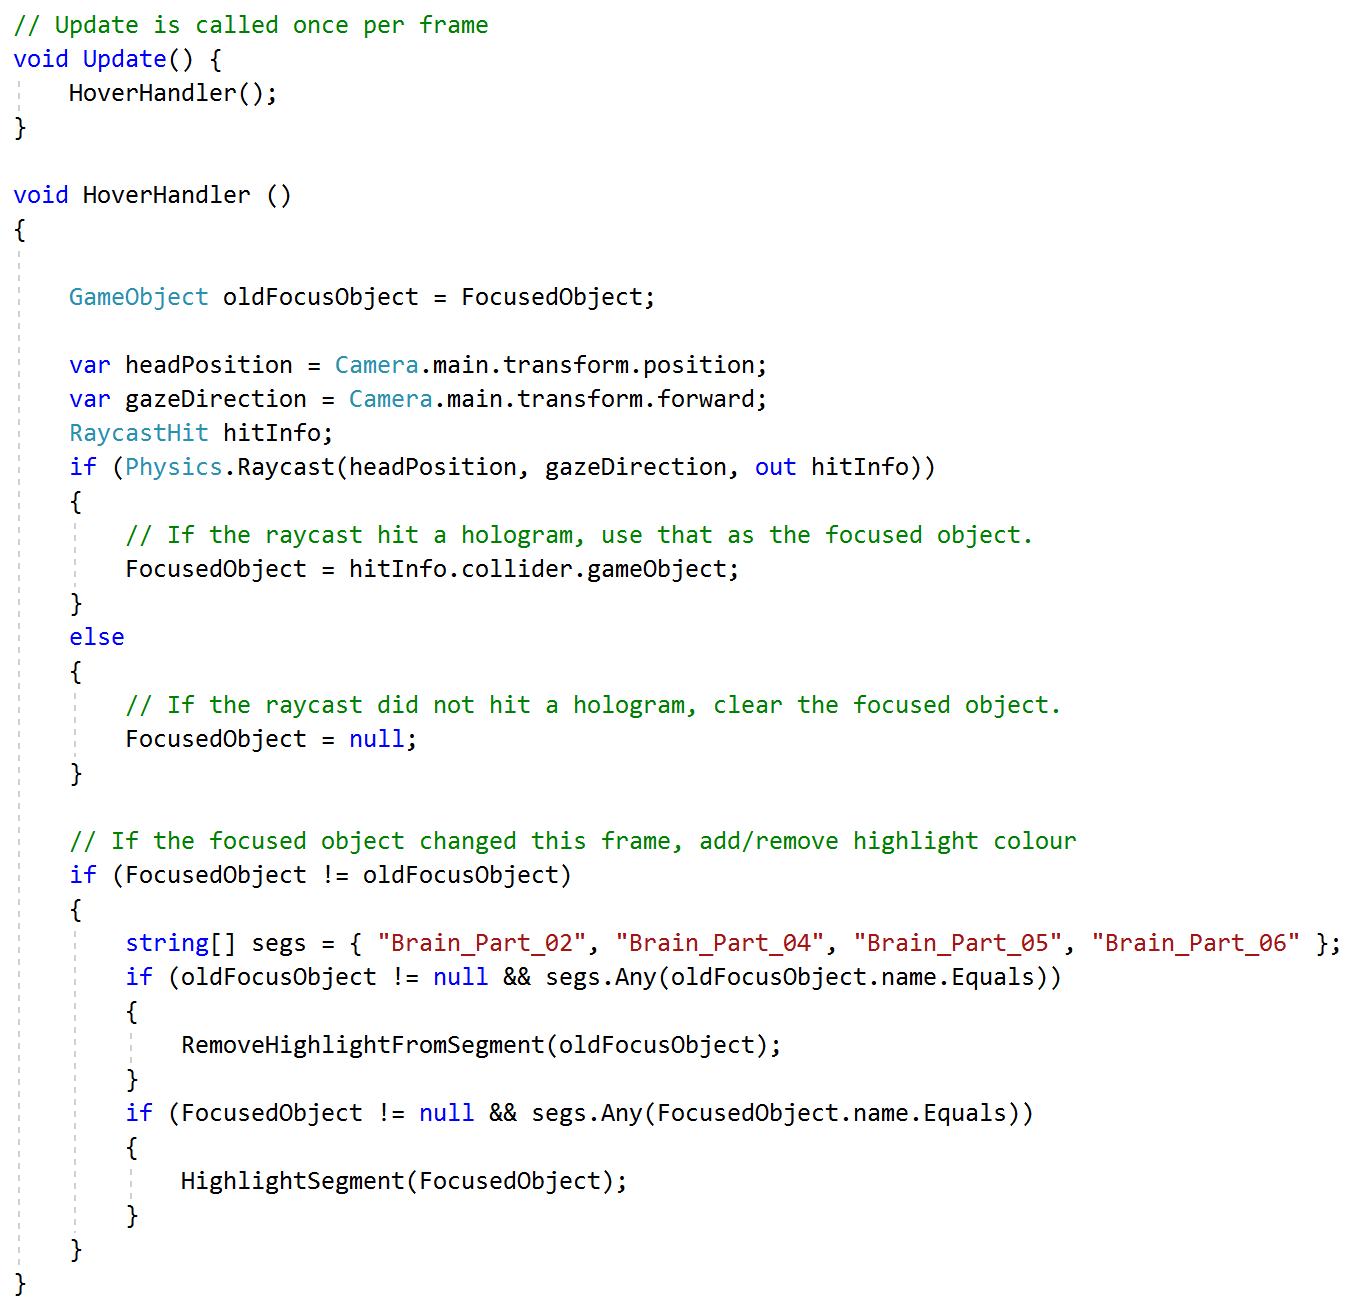 // Update is called once per frame
void Update() {
    HoverHandler();
}

void HoverHandler ()
{

    GameObject oldFocusObject = FocusedObject;

    var headPosition = Camera.main.transform.position;
    var gazeDirection = Camera.main.transform.forward;
    RaycastHit hitInfo;
    if (Physics.Raycast(headPosition, gazeDirection, out hitInfo))
    {
        // If the raycast hit a hologram, use that as the focused object.
        FocusedObject = hitInfo.collider.gameObject;
    }
    else
    {
        // If the raycast did not hit a hologram, clear the focused object.
        FocusedObject = null;
    }

    // If the focused object changed this frame, add/remove highlight colour
    if (FocusedObject != oldFocusObject)
    {
        string[] segs = { "Brain_Part_02", "Brain_Part_04", "Brain_Part_05", "Brain_Part_06" };
        if (oldFocusObject != null && segs.Any(oldFocusObject.name.Equals))
        {
            RemoveHighlightFromSegment(oldFocusObject);
        }
        if (FocusedObject != null && segs.Any(FocusedObject.name.Equals))
        {
            HighlightSegment(FocusedObject);
        }
    }
}